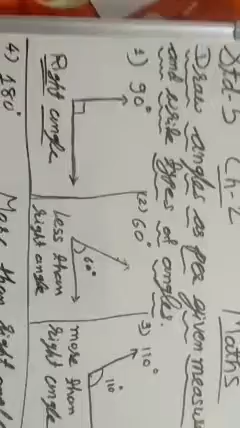 Std-5 Ch-2 Maths
Draw angles as per given measu
and write types of angles.
1) 90°
(2) 60°
3) 110°
60°
110
Right angle
Less than
right angle
more than
right angle
4) 180°
More than right angl